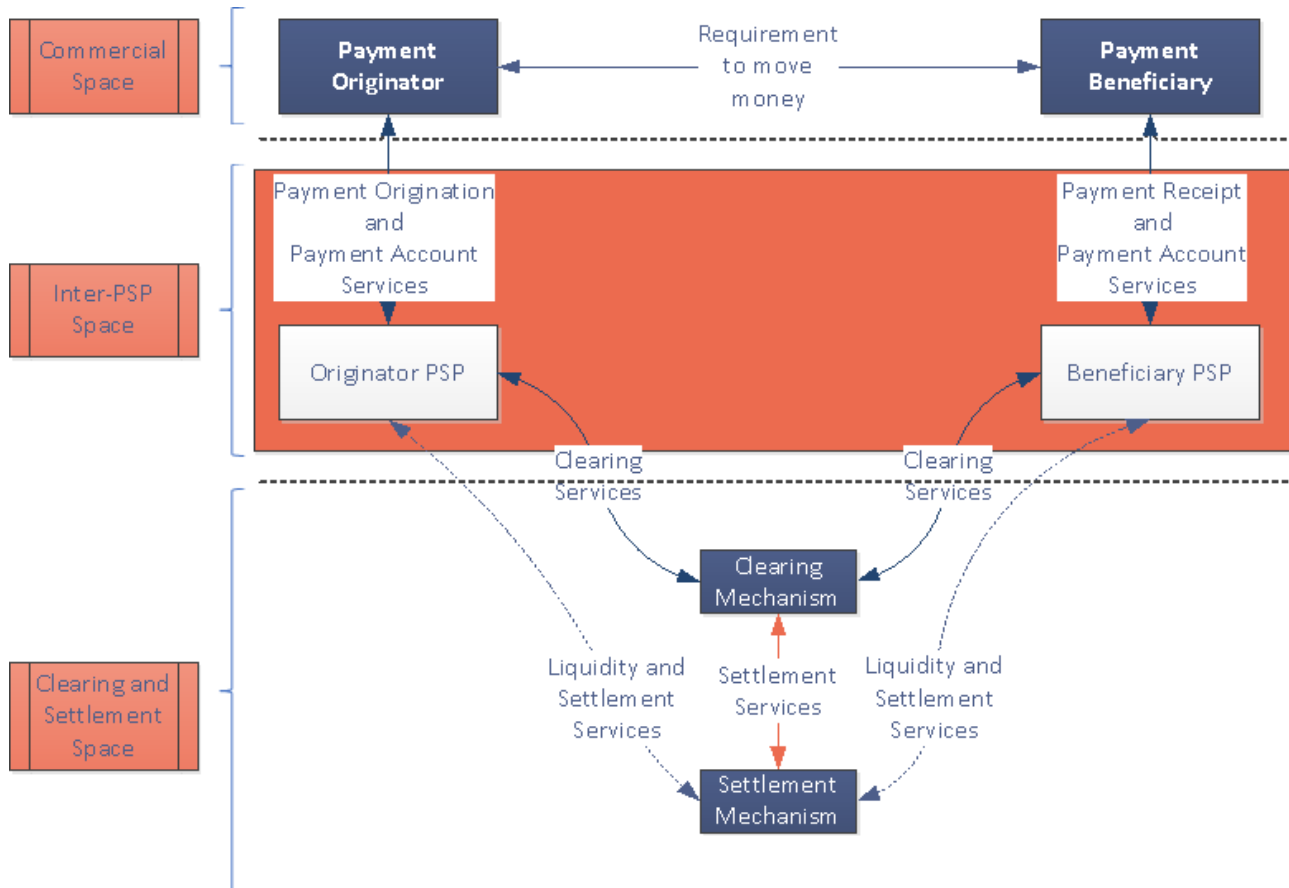 Commercial
Space
Payment
Originator
Requirement
to move
money
Payment
Beneficiary
Payment Origination
and
Payment Account
Services
Payment Receipt
and
Payment Account
Services
Inter-PSP
Space
Originator PSP
Beneficiary PSP
Clearing
Services
Clearing
Services
Clearing
Mechanism
Clearing and
Settlement
Space
Liquidity and
Settlement
Services
Settlement
Services
Liquidity and
Settlement
Services
Settlement
Mechanism